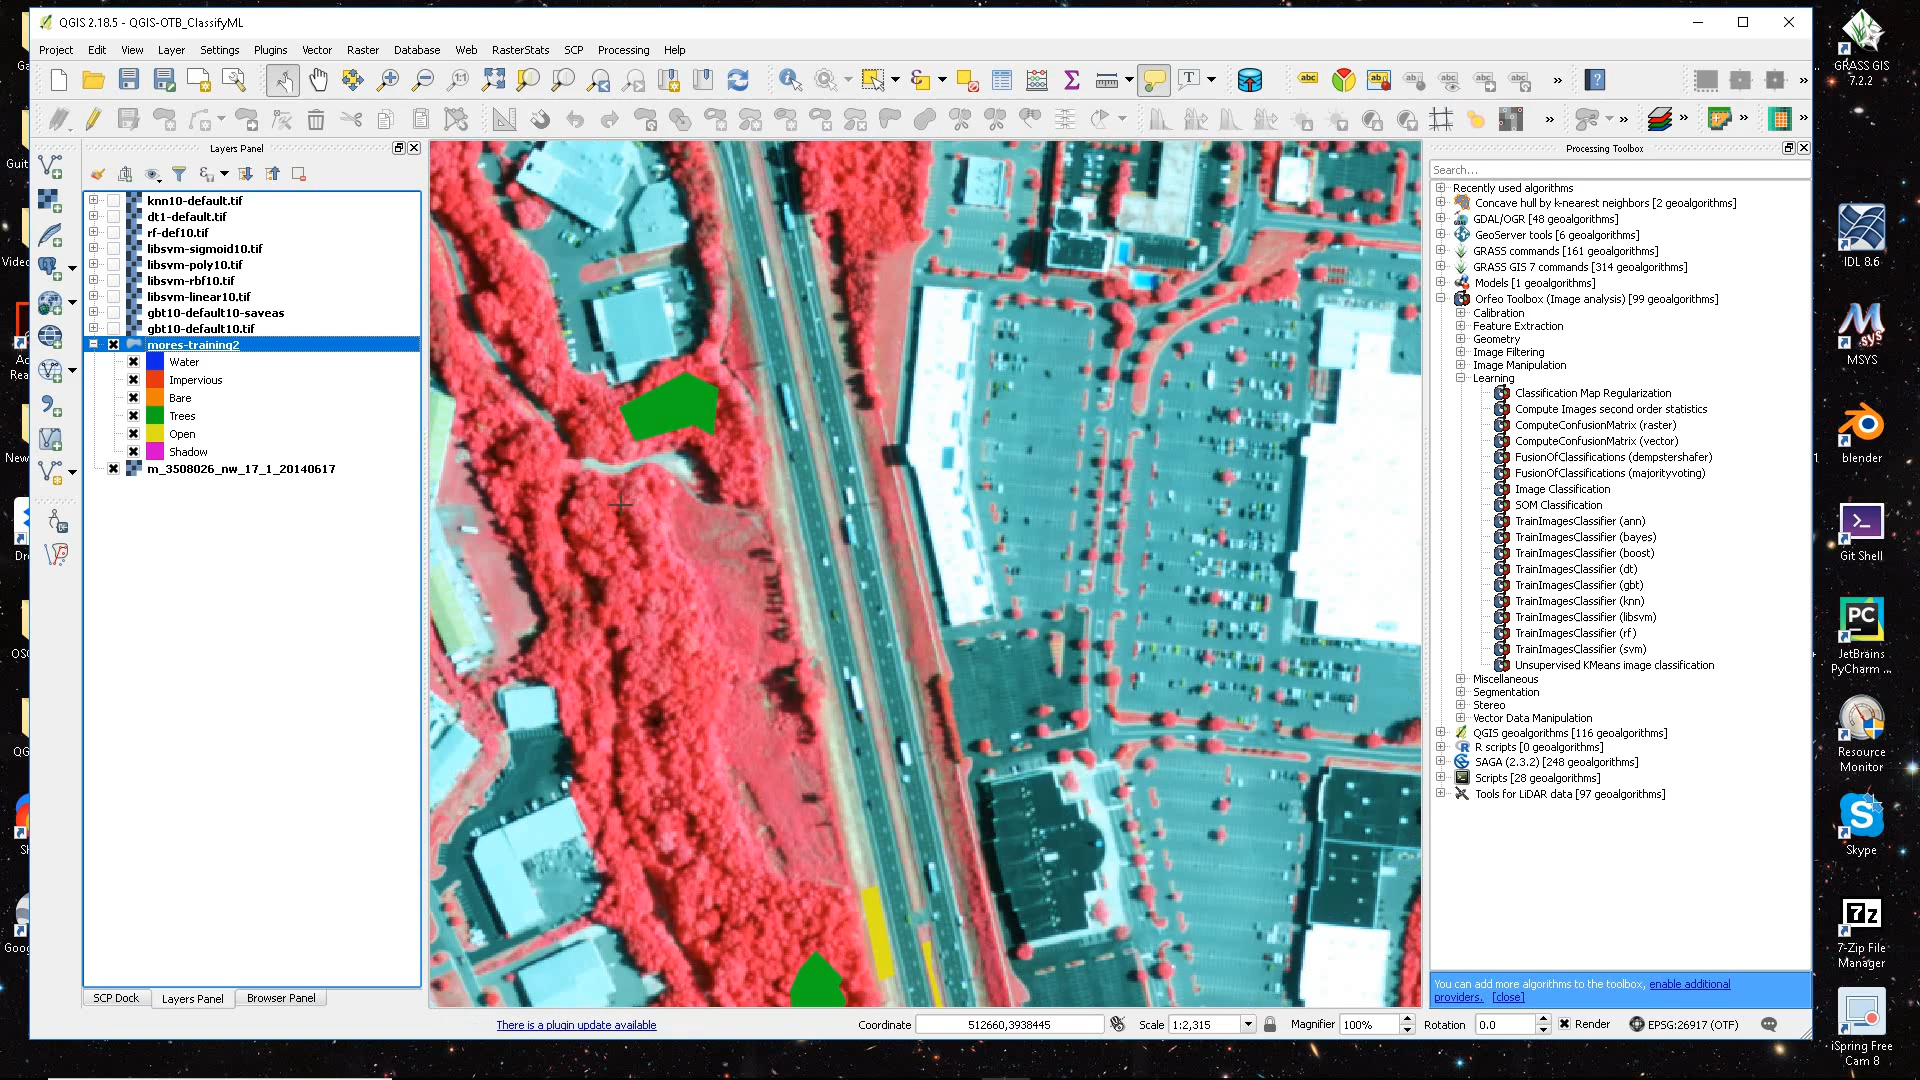 QGIS 2.18.5 - QGIS-OTB_ClassifyML
Project Edit View Layer Settings Plugins Vector Raster Database Web RasterStats SCP Processing Help
Layers Panel
knn10-default.tif
dt1-default.tif
rf-def10.tif
libsvm-sigmoid10.tif
libsvm-poly10.tif
libsvm-rbf10.tif
libsvm-linear10.tif
gbt10-default10-saveas
gbt10-default10.tif
mores-training2
Water
Impervious
Bare
Trees
Open
Shadow
m_3508026_nw_17_1_20140617
SCP Dock Layers Panel Browser Panel
Processing Toolbox
Search...
Recently used algorithms
Concave hull by k-nearest neighbors [2 geoalgorithms]
GDAL/OGR [48 geoalgorithms]
GeoServer tools [6 geoalgorithms]
GRASS commands [161 geoalgorithms]
GRASS GIS 7 commands [314 geoalgorithms]
Models [1 geoalgorithms]
Orfeo Toolbox (Image analysis) [99 geoalgorithms]
Calibration
Feature Extraction
Geometry
Image Filtering
Image Manipulation
Learning
Classification Map Regularization
Compute Images second order statistics
ComputeConfusionMatrix (raster)
ComputeConfusionMatrix (vector)
FusionOfClassifications (dempstershafer)
FusionOfClassifications (majorityvoting)
Image Classification
SOM Classification
TrainImagesClassifier (ann)
TrainImagesClassifier (bayes)
TrainImagesClassifier (boost)
TrainImagesClassifier (dt)
TrainImagesClassifier (gbt)
TrainImagesClassifier (knn)
TrainImagesClassifier (libsvm)
TrainImagesClassifier (rf)
TrainImagesClassifier (svm)
Unsupervised KMeans image classification
Miscellaneous
Segmentation
Stereo
Vector Data Manipulation
QGIS geoalgorithms [116 geoalgorithms]
R scripts [0 geoalgorithms]
SAGA (2.3.2) [248 geoalgorithms]
Scripts [28 geoalgorithms]
Tools for LiDAR data [97 geoalgorithms]
You can add more algorithms to the toolbox, enable additional
providers. [close]
There is a plugin update available Coordinate 512660,3938445 Scale 1:2,315 Magnifier 100% Rotation 0.0 Render EPSG:26917 (OTF)
GRASS GIS
7.2.2
IDL 8.6
MSYS
blender
Git Shell
JetBrains
PyCharm ...
Resource
Monitor
Skype
7-Zip File
Manager
iSpring Free
Cam 8